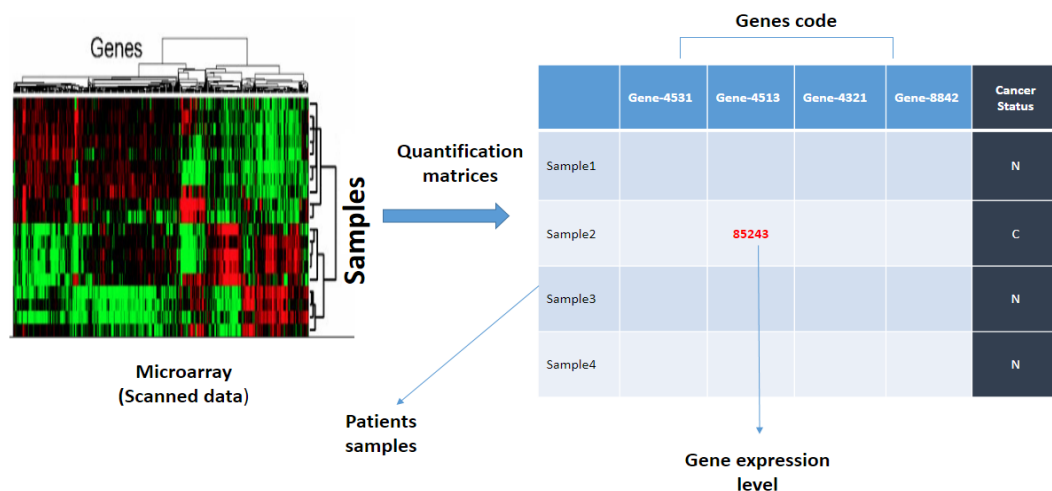 Genes
Samples
Microarray
(Scanned data)
Quantification
matrices
Genes code
Gene-4531 Gene-4513 Gene-4321 Gene-8842 Cancer
Status
Sample1 N
Sample2 85243 C
Sample3 N
Sample4 N
Patients
samples
Gene expression
level